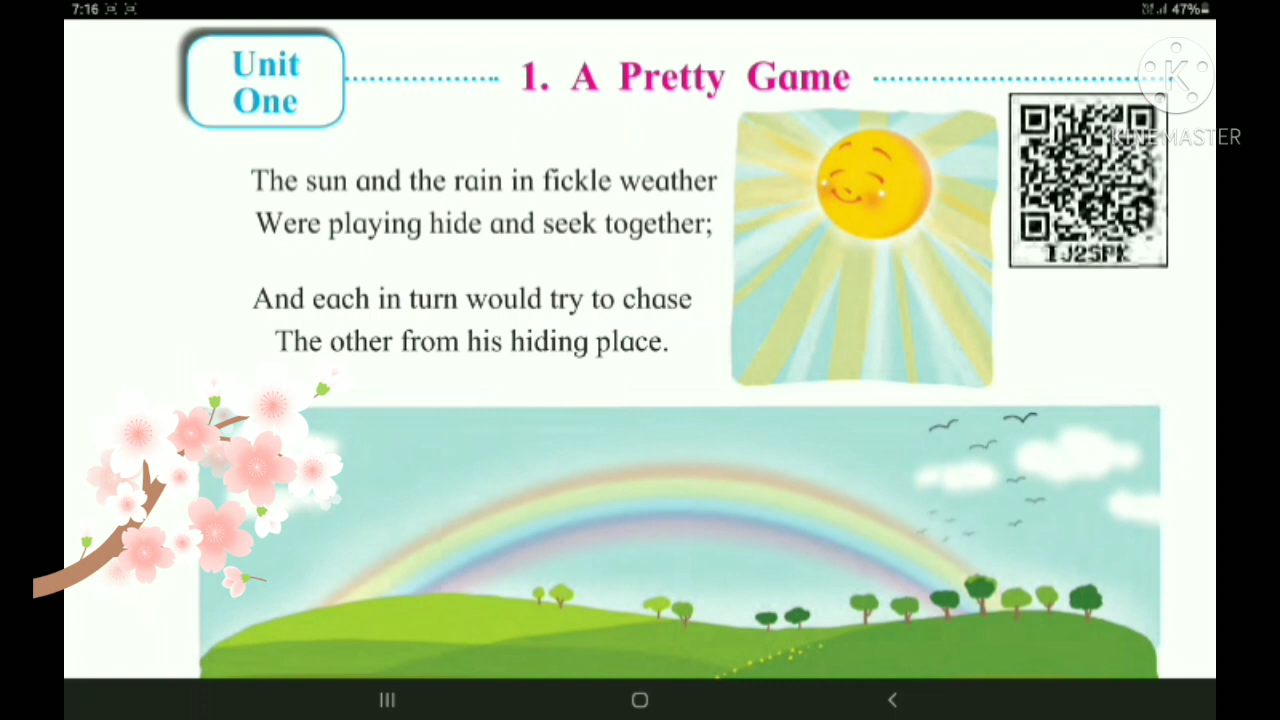 7:16
47%
Unit
One
1. A Pretty Game
K
KINEMASTER
The sun and the rain in fickle weather
Were playing hide and seek together;
IJ2SPK
And each in turn would try to chase
The other from his hiding place.